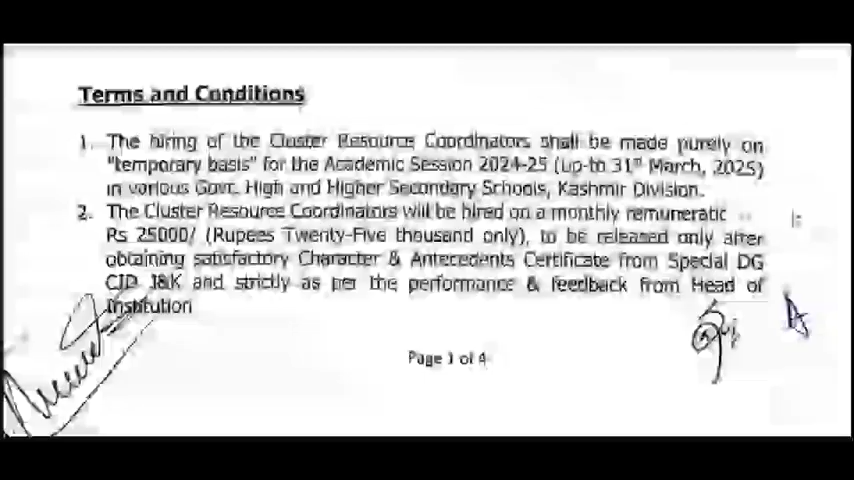 Terms and Conditions
1. The hiring of the Cluster Resource Coordinators shall be made purely on
"temporary basis" for the Academic Session 2024-25 (up-to 31st March, 2025)
in various Govt. High and Higher Secondary Schools, Kashmir Division.
2. The Cluster Resource Coordinators will be hired on a monthly remuneratic
Rs 25000/ (Rupees Twenty-Five thousand only), to be released only after
obtaining satisfactory Character & Antecedents Certificate from Special DG
CID J&K and strictly as per the performance & feedback from Head of
Institution
Page 1 of 4